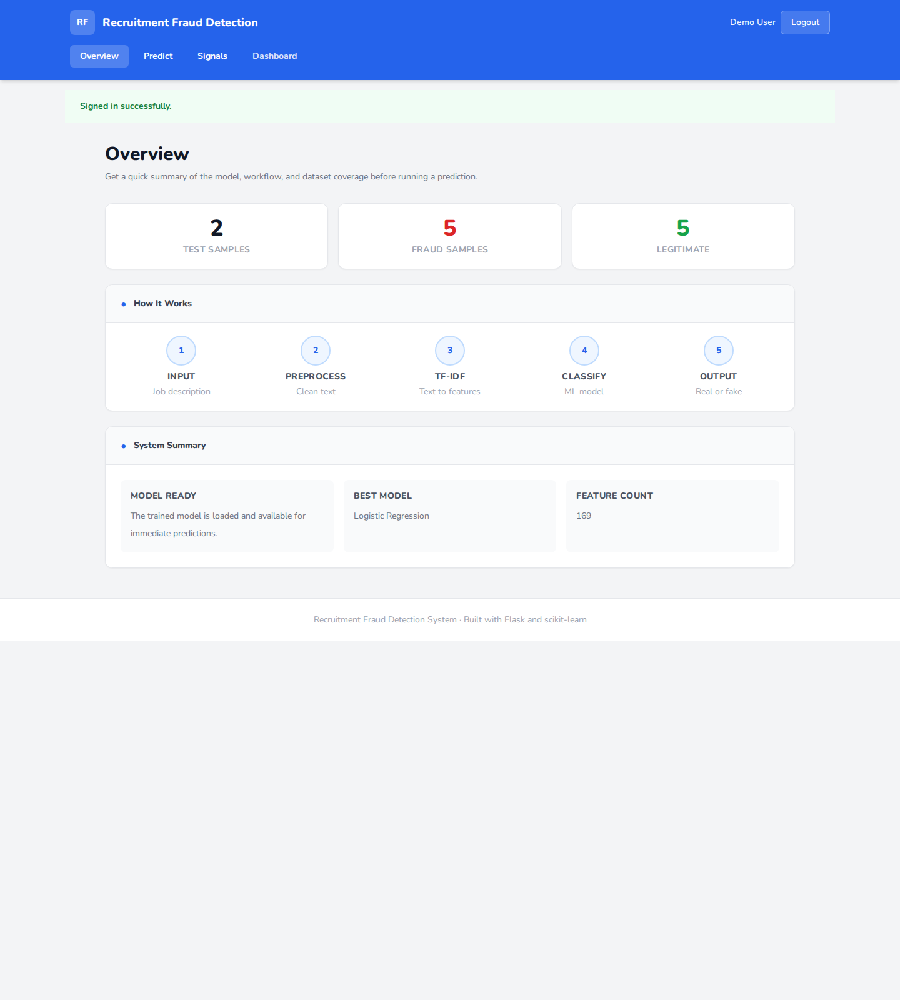 RF
Recruitment Fraud Detection
Demo User
Logout
Overview
Predict
Signals
Dashboard
Signed in successfully.
Overview
Get a quick summary of the model, workflow, and dataset coverage before running a prediction.
2
TEST SAMPLES
5
FRAUD SAMPLES
5
LEGITIMATE
How It Works
1
INPUT
Job description
2
PREPROCESS
Clean text
3
TF-IDF
Text to features
4
CLASSIFY
ML model
5
OUTPUT
Real or fake
System Summary
MODEL READY
The trained model is loaded and available for
immediate predictions.
BEST MODEL
Logistic Regression
FEATURE COUNT
169
Recruitment Fraud Detection System · Built with Flask and scikit-learn